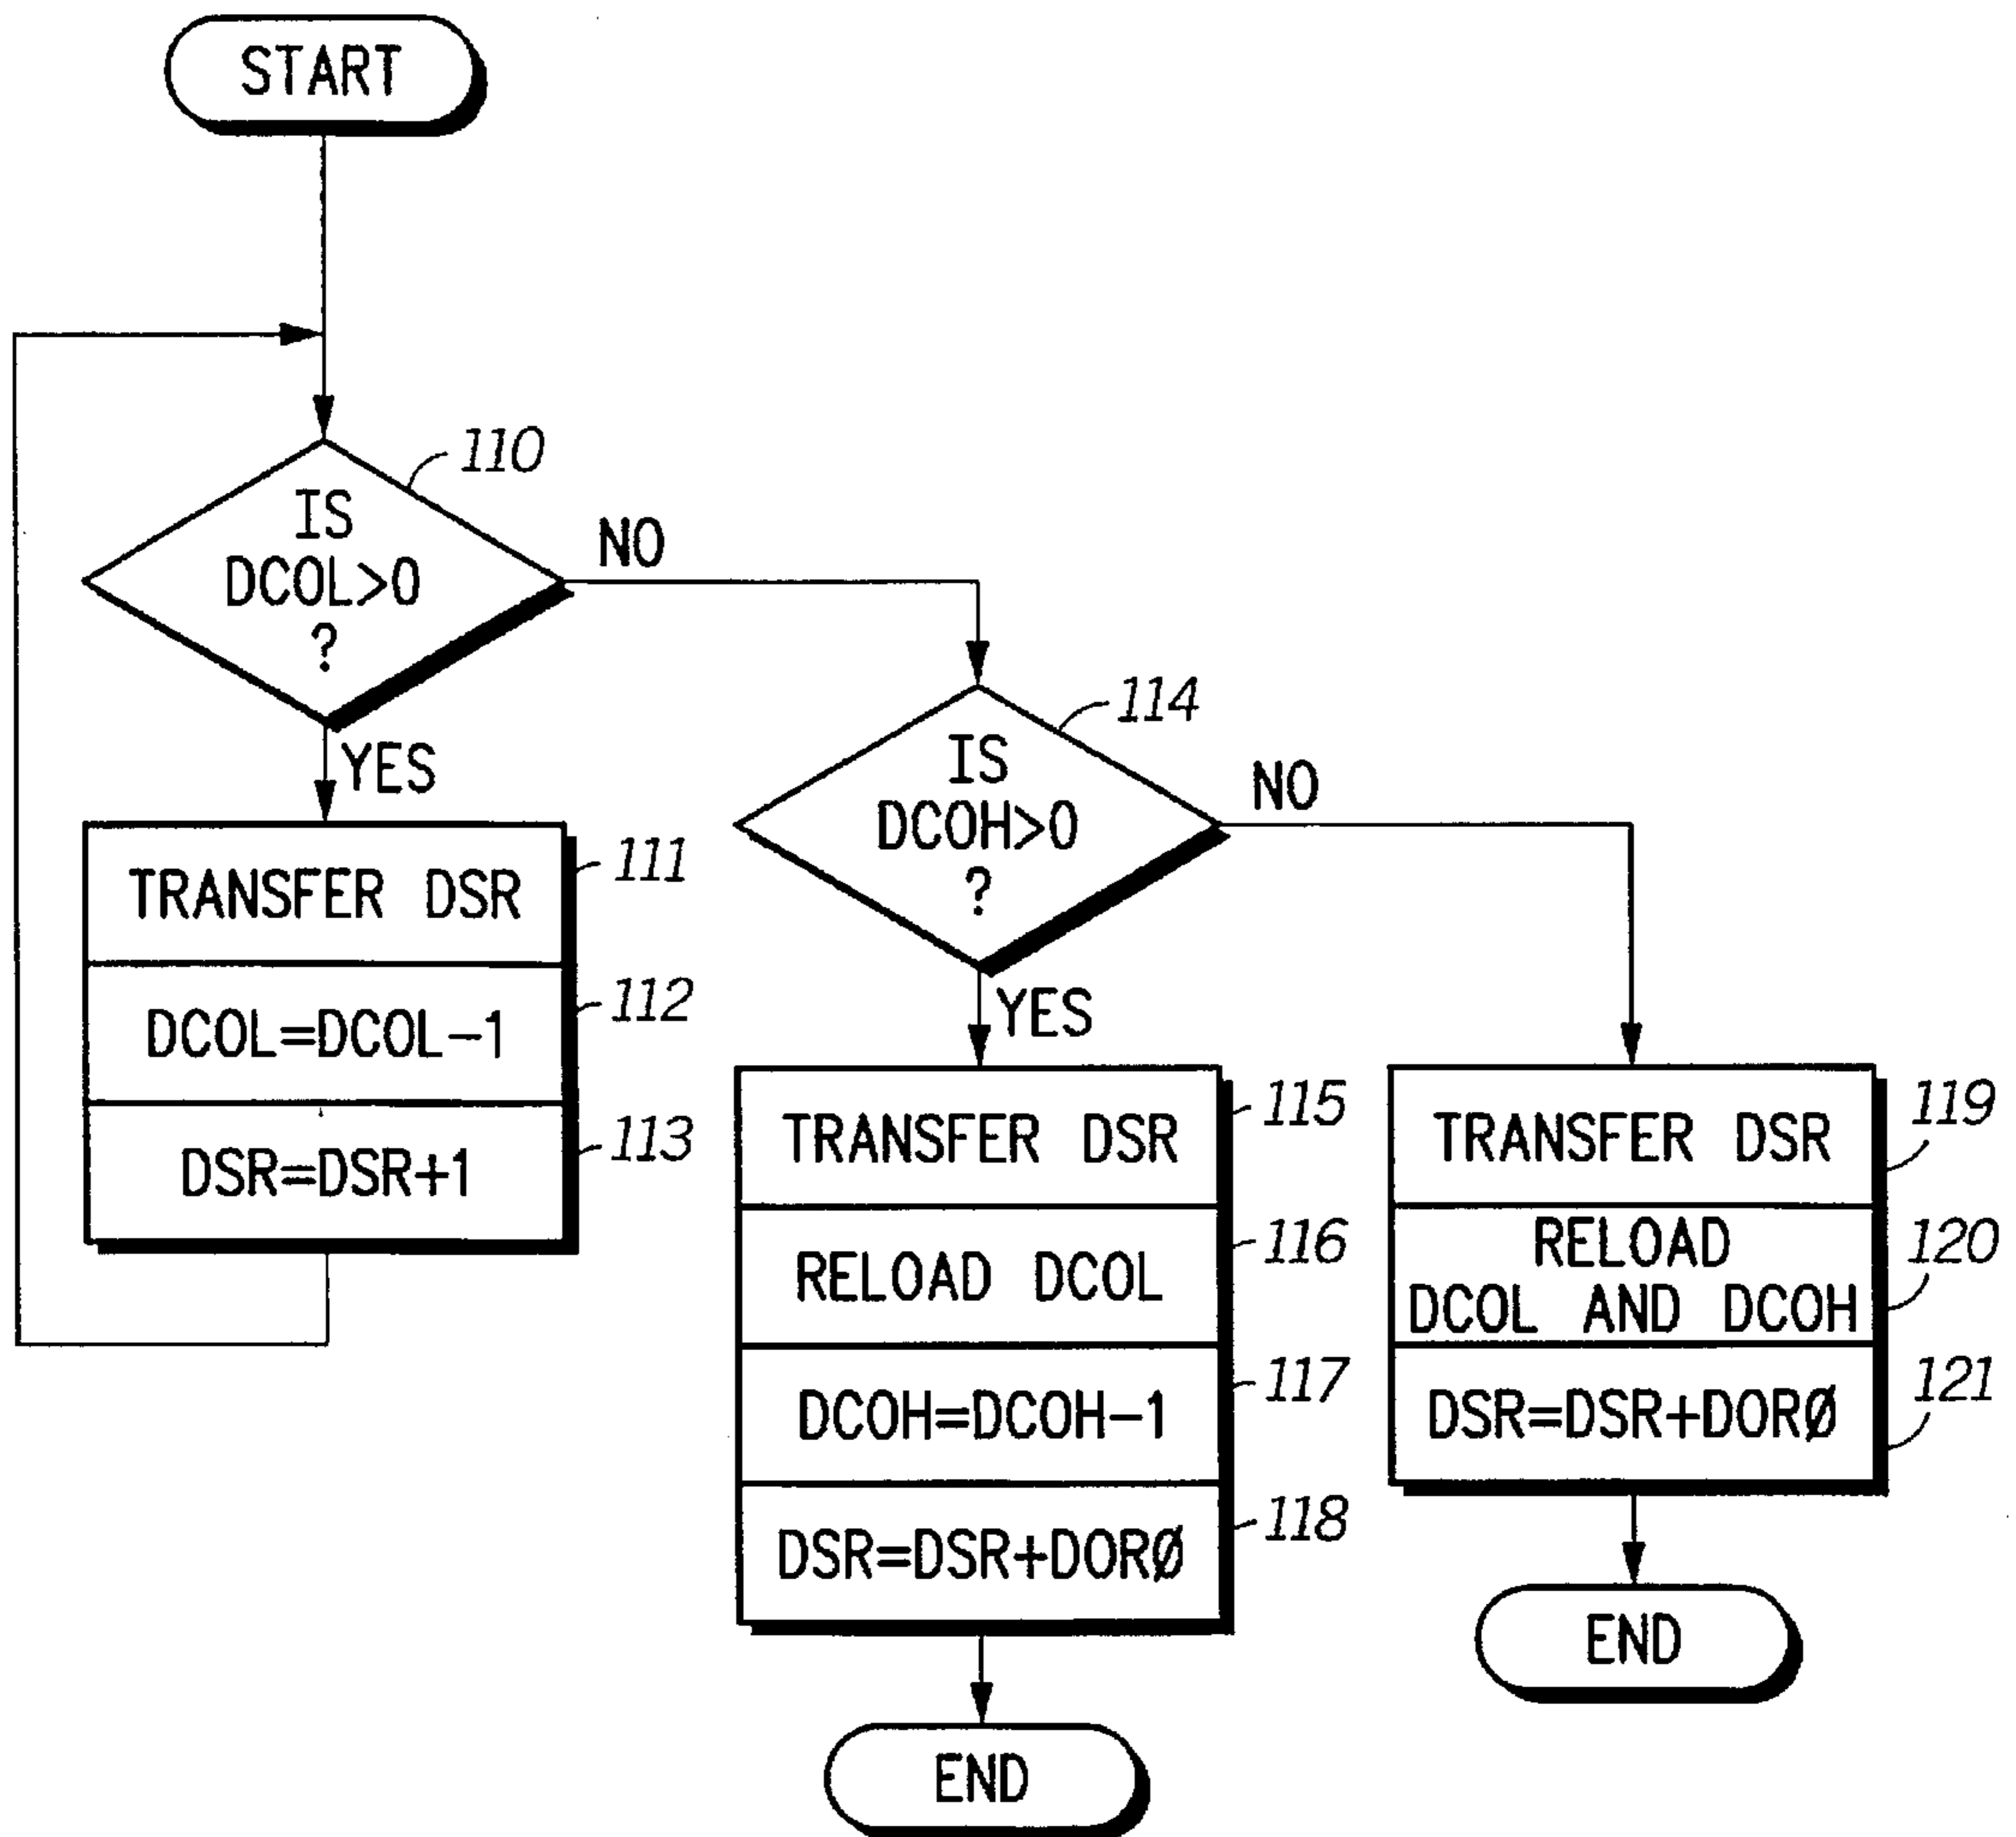 START
110
IS
DCOL>0
?
NO
YES
111
TRANSFER DSR
112
DCOL=DCOL-1
113
DSR=DSR+1
114
IS
DCOH>0
?
NO
YES
115
TRANSFER DSR
116
RELOAD DCOL
117
DCOH=DCOH-1
118
DSR=DSR+DORØ
END
119
TRANSFER DSR
120
RELOAD
DCOL AND DCOH
121
DSR=DSR+DORØ
END